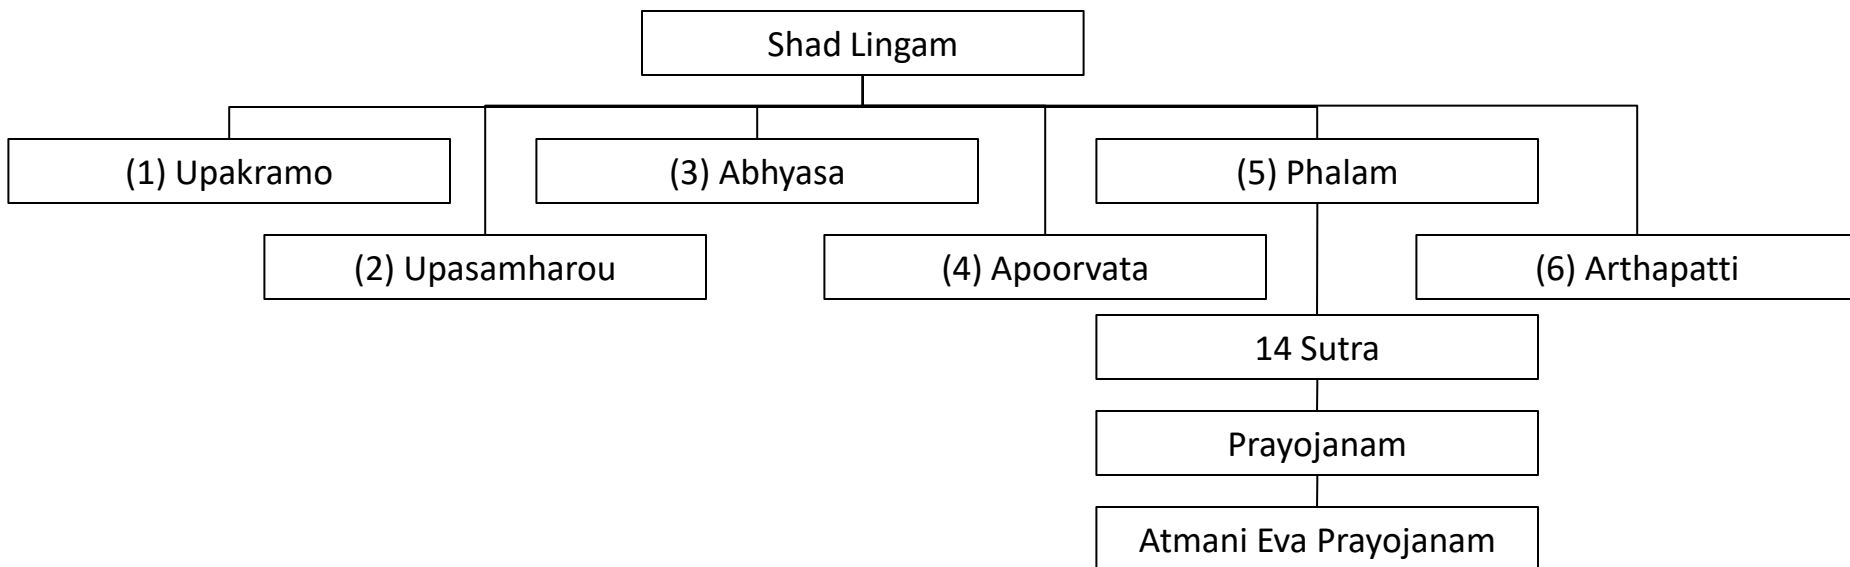 Shad Lingam
(1) Upakramo
(3) Abhyasa
(5) Phalam
(2) Upasamharou
(4) Apoorvata
(6) Arthapatti
14 Sutra
Prayojanam
Atmani Eva Prayojanam